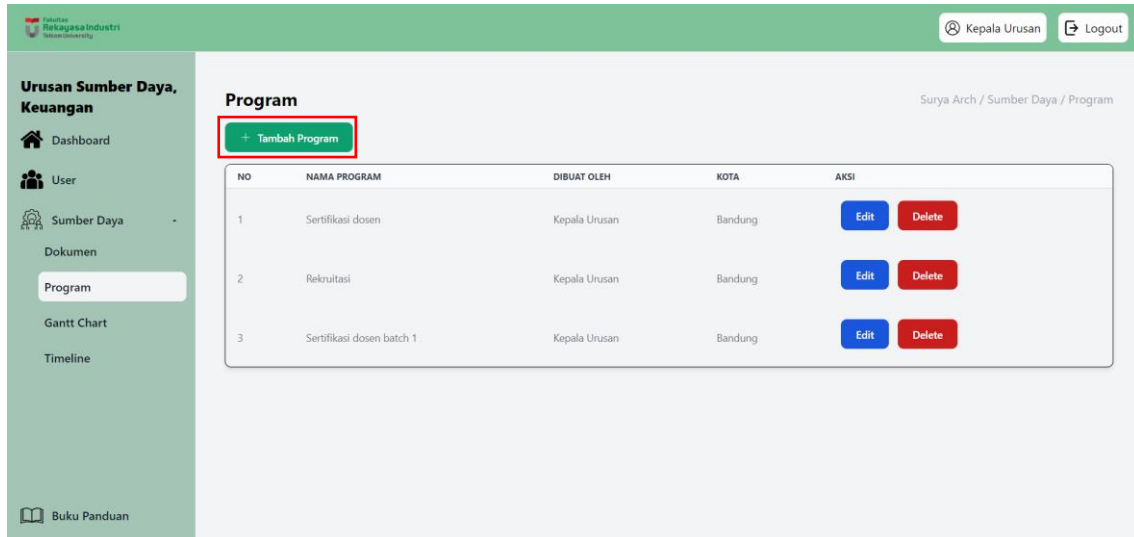 Fakultas
Rekayasa Industri
Telkom University
Kepala Urusan
Logout
Urusan Sumber Daya,
Keuangan
Dashboard
User
Sumber Daya
Dokumen
Program
Gantt Chart
Timeline
Buku Panduan
Program
Surya Arch / Sumber Daya / Program
+ Tambah Program
NO NAMA PROGRAM DIBUAT OLEH KOTA AKSI
1 Sertifikasi dosen Kepala Urusan Bandung Edit Delete
2 Rekruitasi Kepala Urusan Bandung Edit Delete
3 Sertifikasi dosen batch 1 Kepala Urusan Bandung Edit Delete